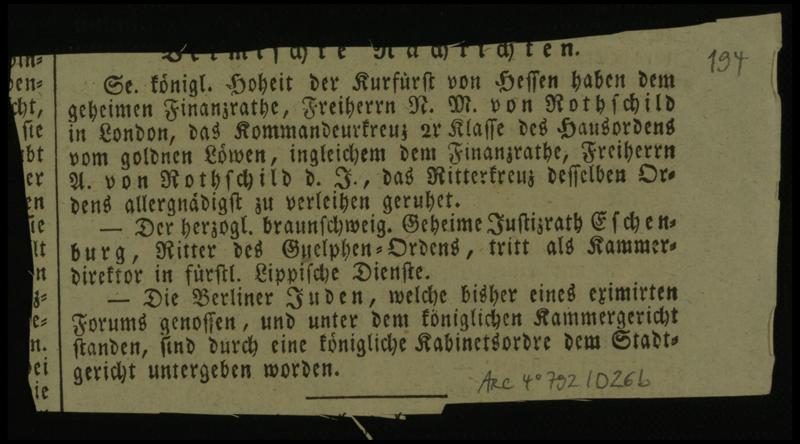 Vermischte Nachrichten.
194
Se. königl. Hoheit der Kurfürst von Hessen haben dem
geheimen Finanzrathe, Freiherrn N. M. von Rothschild
in London, das Kommandeurkreuz 2r Klasse des Hausordens
vom goldnen Löwen, ingleichem dem Finanzrathe, Freiherrn
A. von Rothschild d. J., das Ritterkreuz desselben Or-
dens allergnädigst zu verleihen geruhet.
— Der herzogl. braunschweig. Geheime Justizrath Eschen-
burg, Ritter des Guelphen-Ordens, tritt als Kammer-
direktor in fürstl. Lippische Dienste.
— Die Berliner Juden, welche bisher eines eximirten
Forums genossen, und unter dem königlichen Kammergericht
standen, sind durch eine königliche Kabinetsordre dem Stadt-
gericht untergeben worden.
Arc 4° 792 / D26b